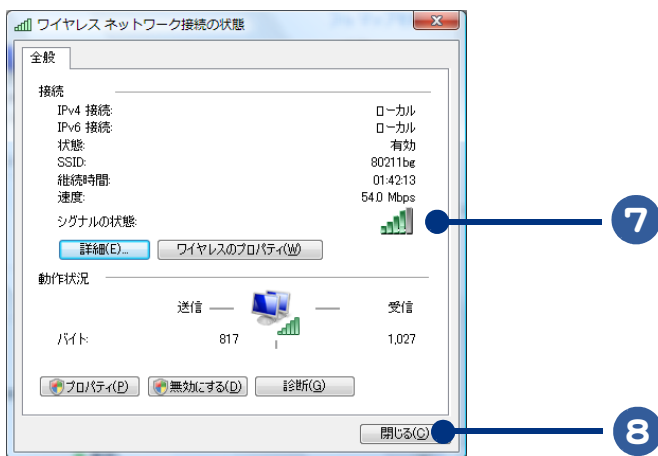 ワイヤレス ネットワーク接続の状態
全般
接続
IPv4 接続: ローカル
IPv6 接続: ローカル
状態: 有効
SSID: 80211bg
継続時間: 01:42:13
速度: 54.0 Mbps
シグナルの状態:
7
詳細(E)... ワイヤレスのプロパティ(W)
動作状況
送信 受信
バイト: 817 1,027
プロパティ(P) 無効にする(D) 診断(G)
閉じる(C)
8